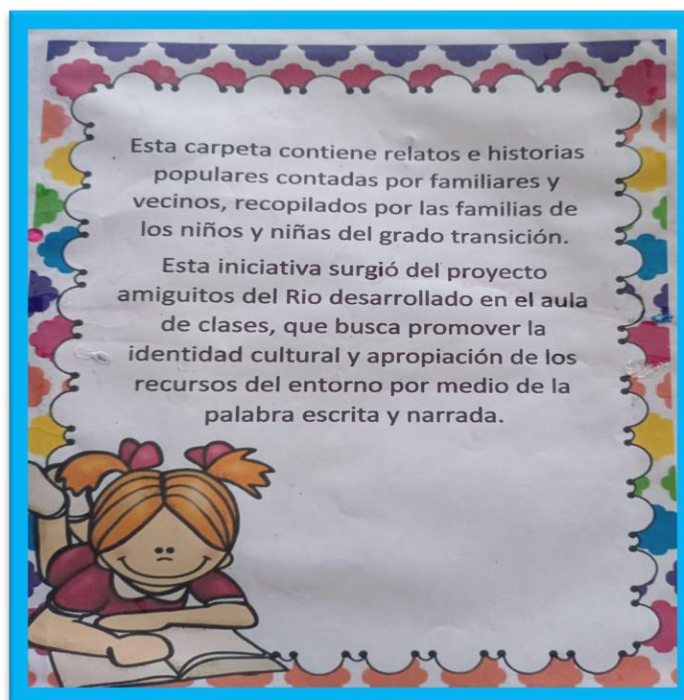 Esta carpeta contiene relatos e historias
populares contadas por familiares y
vecinos, recopilados por las familias de
los niños y niñas del grado transición.
Esta iniciativa surgió del proyecto
amiguitos del Rio desarrollado en el aula
de clases, que busca promover la
identidad cultural y apropiación de los
recursos del entorno por medio de la
palabra escrita y narrada.